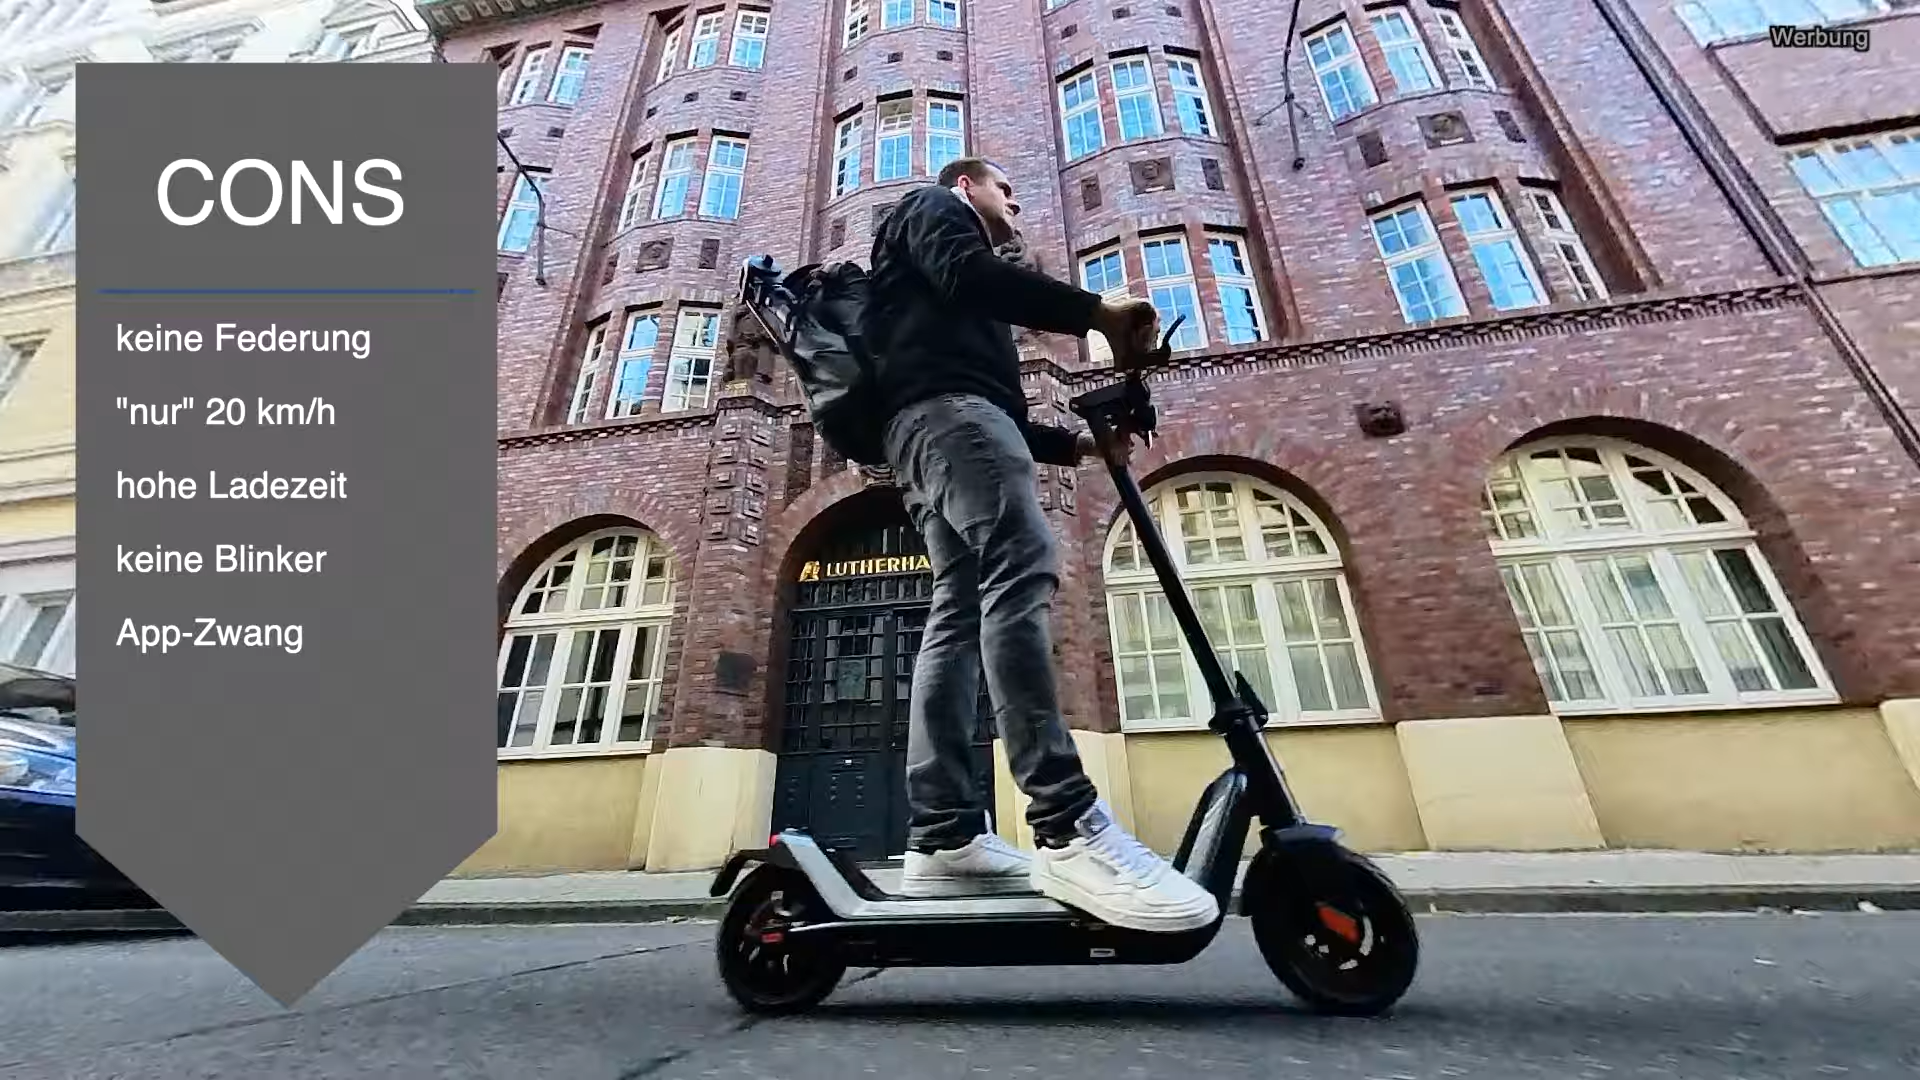 Werbung
CONS
keine Federung
"nur" 20 km/h
hohe Ladezeit
keine Blinker
App-Zwang
LUTHERHA